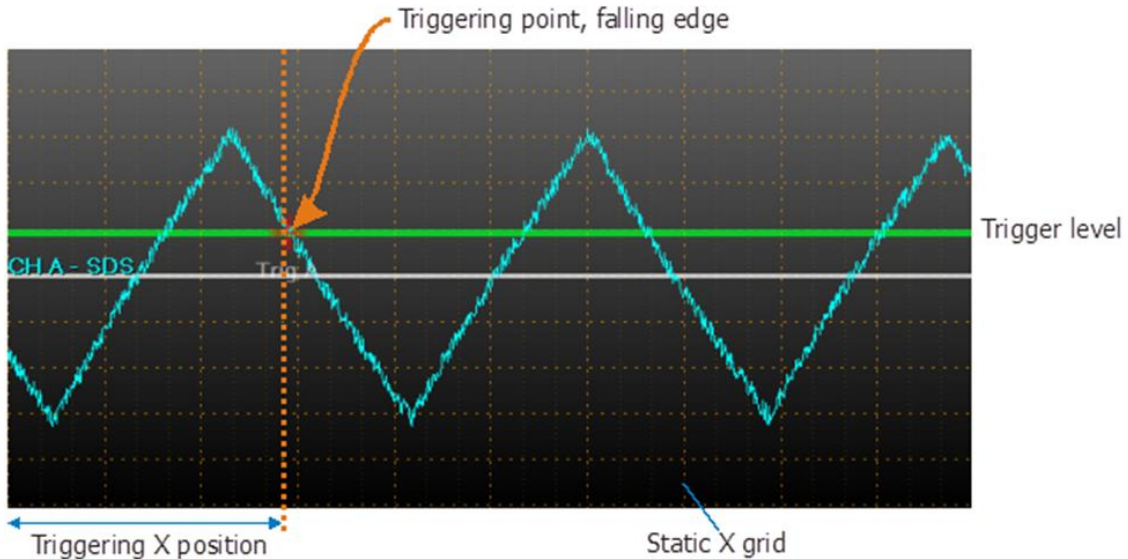 Triggering point, falling edge
Trigger level
CH A - SDS
Trig A
Triggering X position
Static X grid